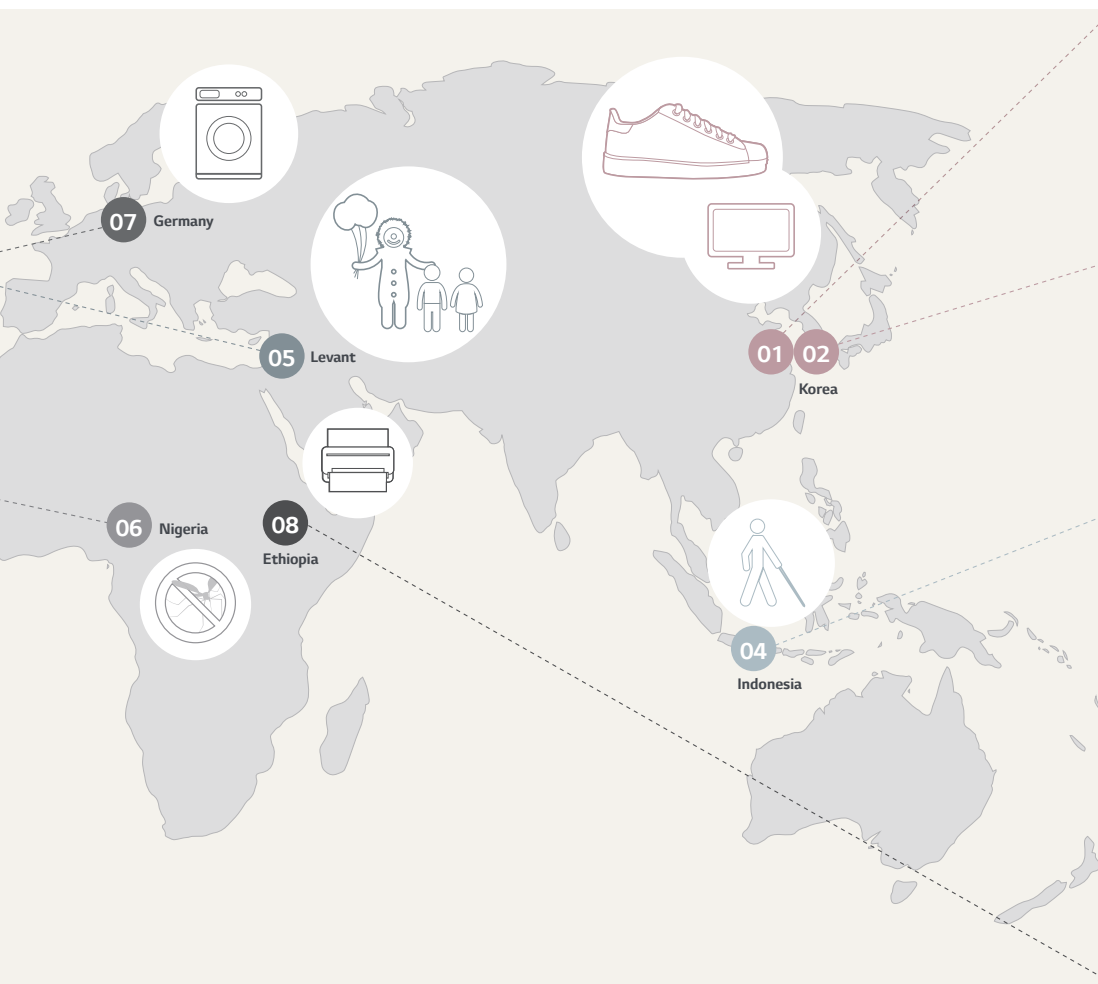 07 Germany
05 Levant
01 02
Korea
06 Nigeria
08
Ethiopia
04
Indonesia